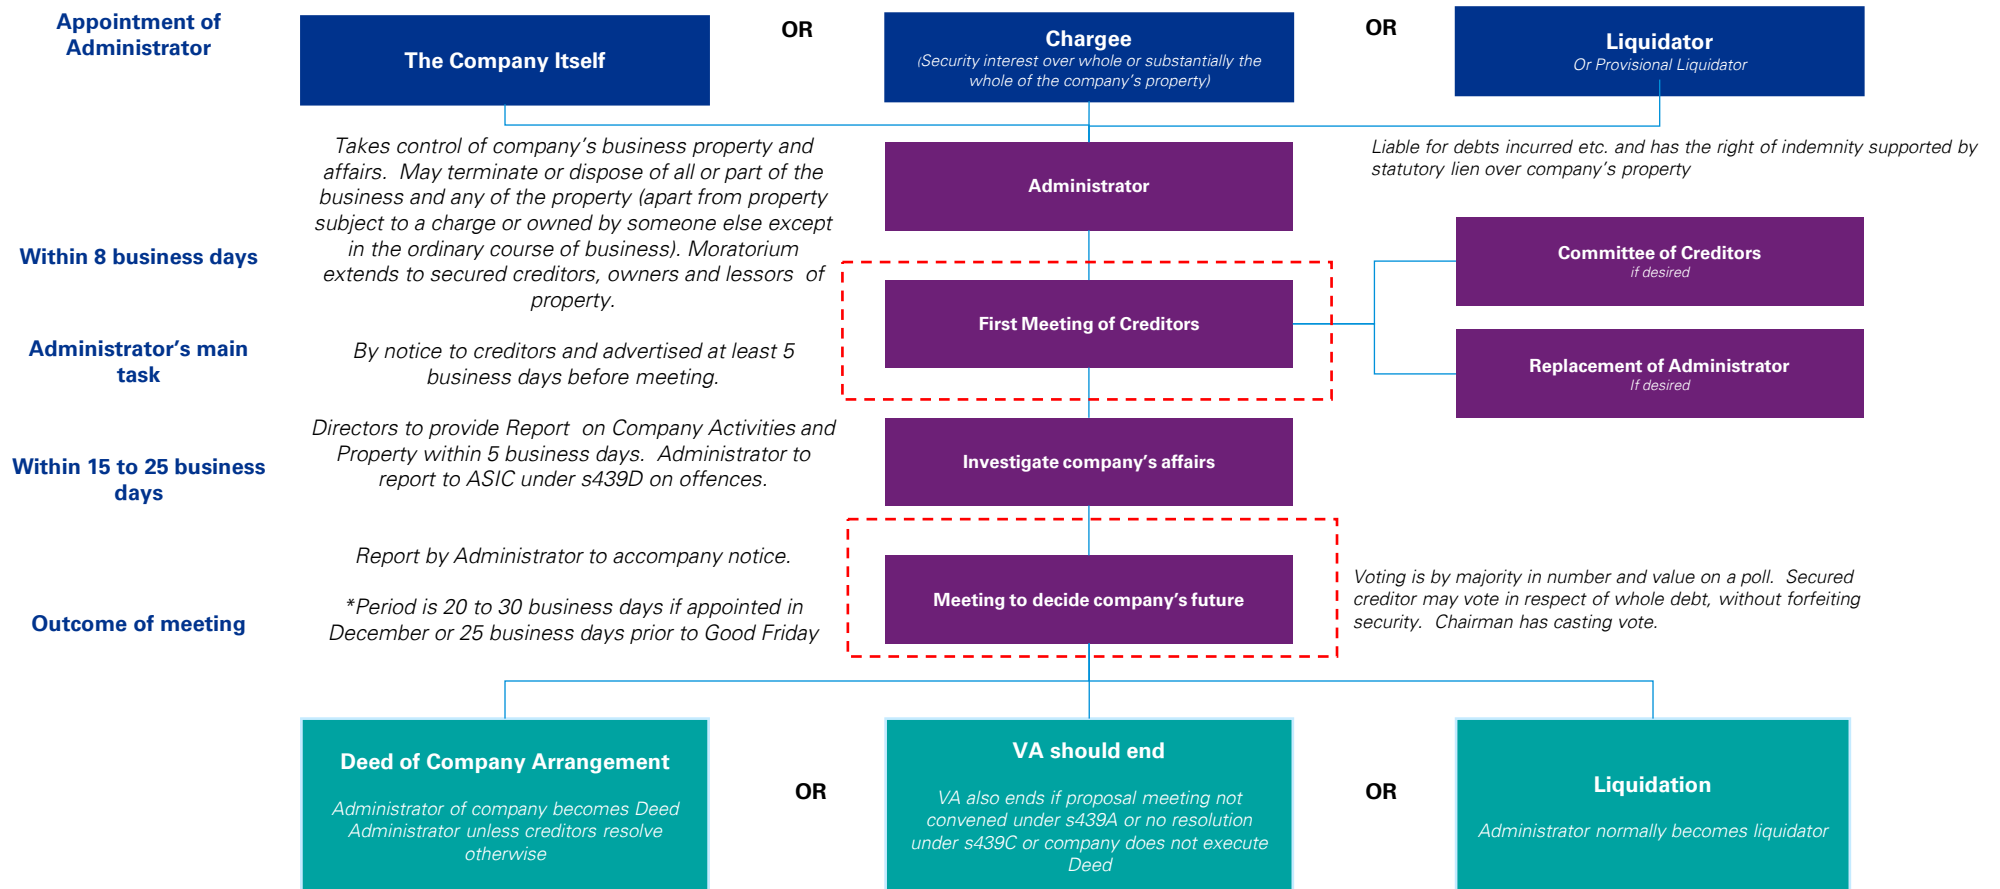 Appointment of
Administrator
The Company Itself
OR
Chargee
(Security interest over whole or substantially the
whole of the company’s property)
OR
Liquidator
Or Provisional Liquidator
Takes control of company’s business property and
affairs.  May terminate or dispose of all or part of the
business and any of the property (apart from property
subject to a charge or owned by someone else except
in the ordinary course of business). Moratorium
extends to secured creditors, owners and lessors  of
property.
Administrator
Liable for debts incurred etc. and has the right of indemnity supported by
statutory lien over company’s property
Within 8 business days
First Meeting of Creditors
Committee of Creditors
if desired
Replacement of Administrator
If desired
Administrator’s main
task
By notice to creditors and advertised at least 5
business days before meeting.
Directors to provide Report  on Company Activities and
Property within 5 business days.  Administrator to
report to ASIC under s439D on offences.
Investigate company’s affairs
Within 15 to 25 business
days
Report by Administrator to accompany notice.
*Period is 20 to 30 business days if appointed in
December or 25 business days prior to Good Friday
Meeting to decide company’s future
Voting is by majority in number and value on a poll.  Secured
creditor may vote in respect of whole debt, without forfeiting
security.  Chairman has casting vote.
Outcome of meeting
Deed of Company Arrangement
Administrator of company becomes Deed
Administrator unless creditors resolve
otherwise
OR
VA should end
VA also ends if proposal meeting not
convened under s439A or no resolution
under s439C or company does not execute
Deed
OR
Liquidation
Administrator normally becomes liquidator